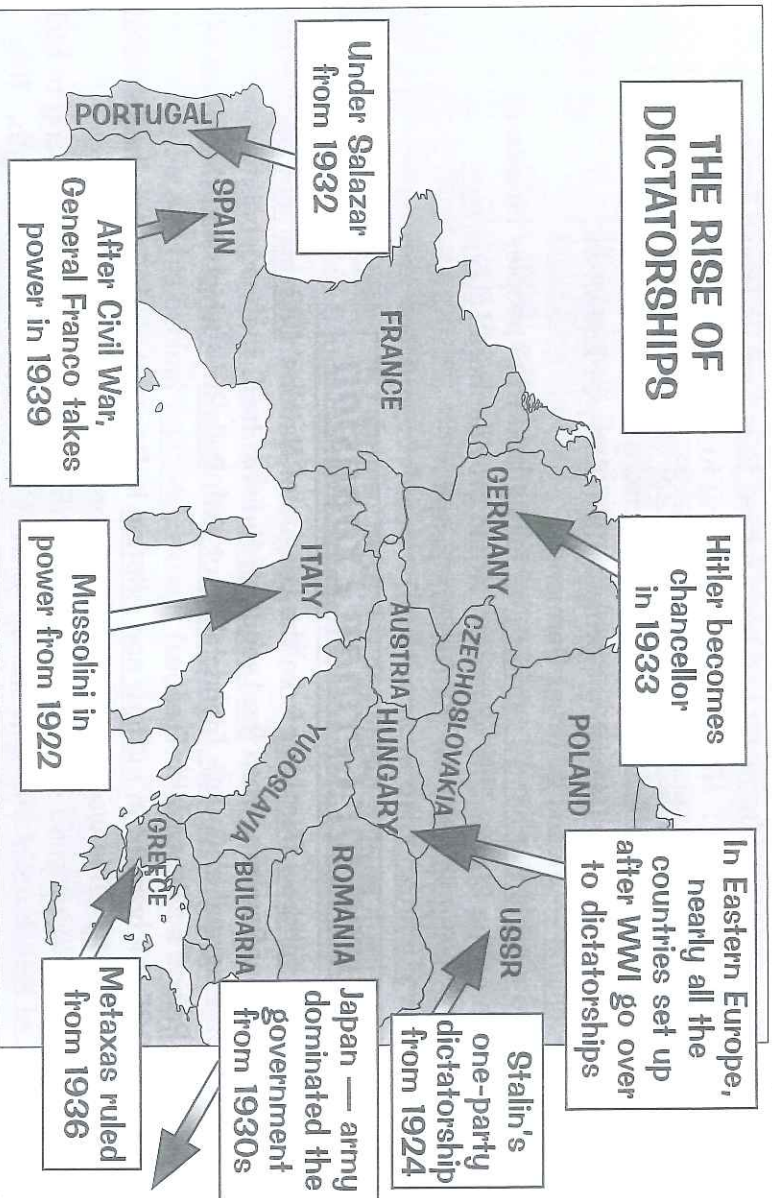 THE RISE OF
DICTATORSHIPS
Under Salazar
from 1932
Hitler becomes
chancellor
in 1933
In Eastern Europe,
nearly all the
countries set up
after WWI go over
to dictatorships
PORTUGAL
SPAIN
FRANCE
GERMANY
POLAND
CZECHOSLOVAKIA
AUSTRIA
HUNGARY
ITALY
YUGOSLAVIA
ROMANIA
BULGARIA
GREECE
USSR
After Civil War,
General Franco takes
power in 1939
Mussolini in
power from 1922
Metaxas ruled
from 1936
Japan — army
dominated the
government
from 1930s
Stalin's
one-party
dictatorship
from 1924